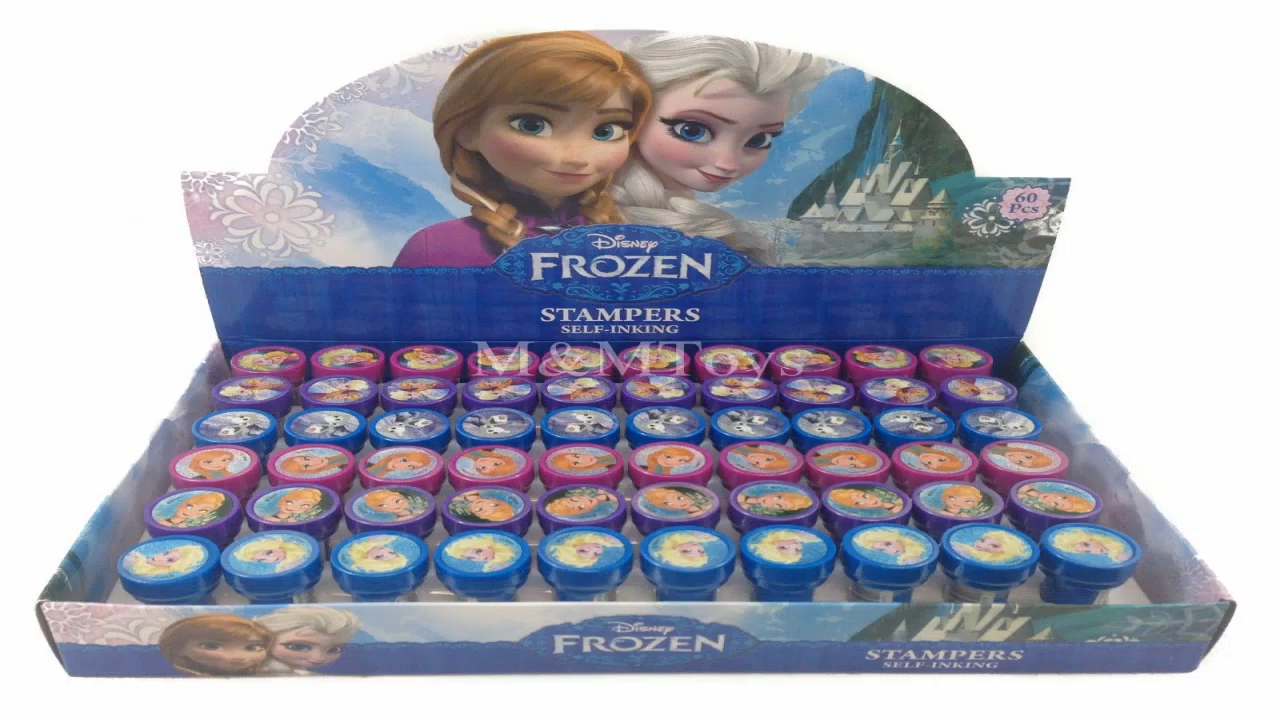 60
Pcs
Disney
FROZEN
STAMPERS
SELF-INKING
M&MToys
Disney
FROZEN
STAMPERS
SELF-INKING